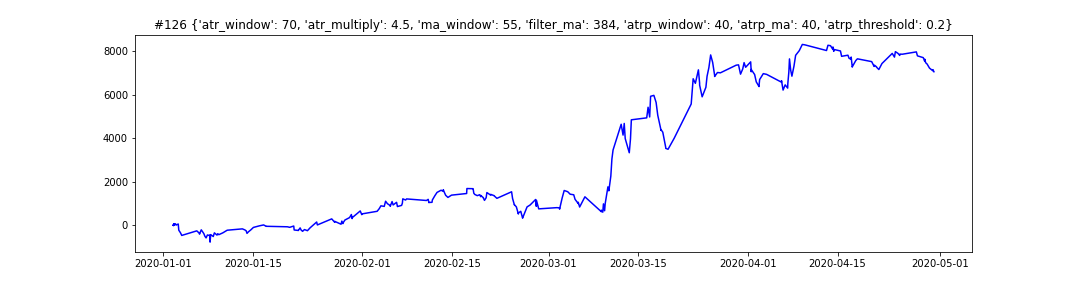 #126 {'atr_window': 70, 'atr_multiply': 4.5, 'ma_window': 55, 'filter_ma': 384, 'atrp_window': 40, 'atrp_ma': 40, 'atrp_threshold': 0.2}
8000
6000
4000
2000
0
2020-01-01 2020-01-15 2020-02-01 2020-02-15 2020-03-01 2020-03-15 2020-04-01 2020-04-15 2020-05-01